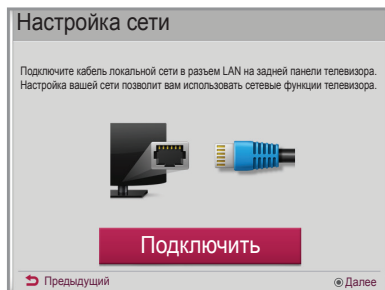 Настройка сети
Подключите кабель локальной сети в разъем LAN на задней панели телевизора.
Настройка вашей сети позволит вам использовать сетевые функции телевизора.
Подключить
Предыдущий
Далее